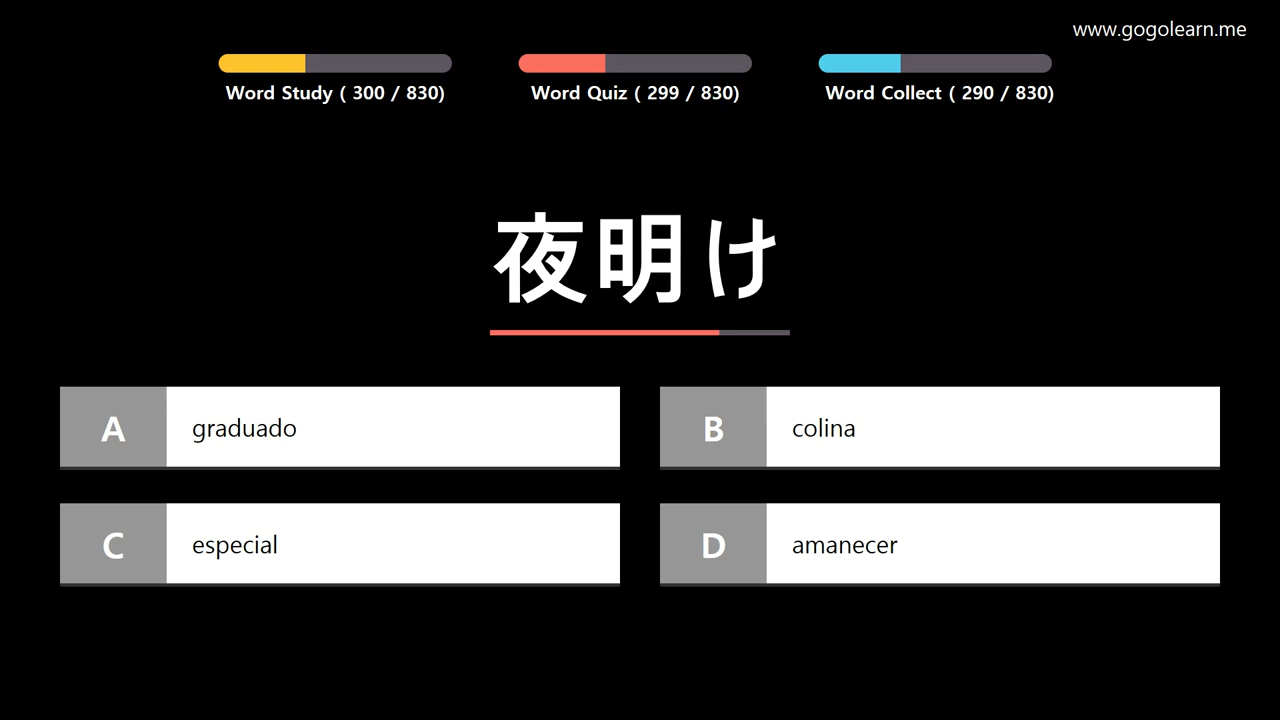 www.gogolearn.me
Word Study ( 300 / 830)
Word Quiz ( 299 / 830)
Word Collect ( 290 / 830)
夜明け
A graduado
B colina
C especial
D amanecer